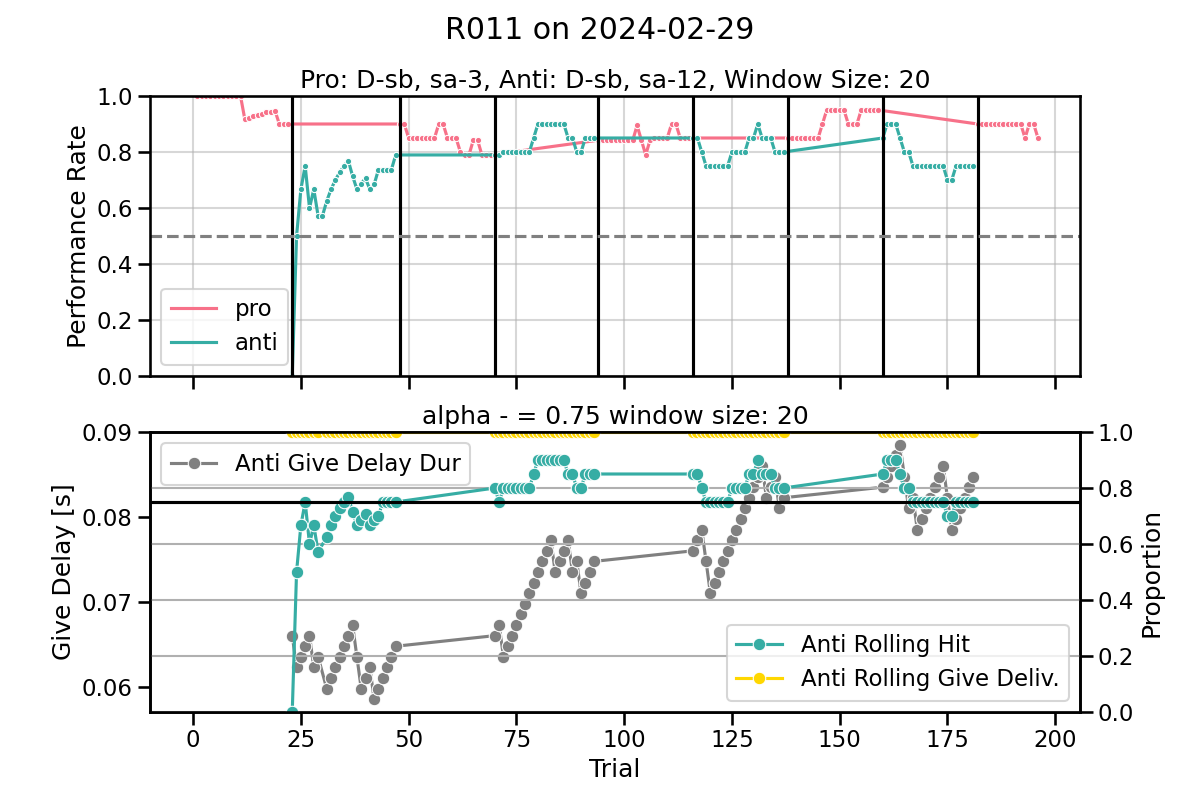 R011 on 2024-02-29
Pro: D-sb, sa-3, Anti: D-sb, sa-12, Window Size: 20
Performance Rate
1.0
0.8
0.6
0.4
0.2
0.0
pro
anti
alpha - = 0.75 window size: 20
Give Delay [s]
0.09
0.08
0.07
0.06
Anti Give Delay Dur
Anti Rolling Hit
Anti Rolling Give Deliv.
1.0
0.8
0.6
0.4
0.2
0.0
Proportion
0 25 50 75 100 125 150 175 200
Trial